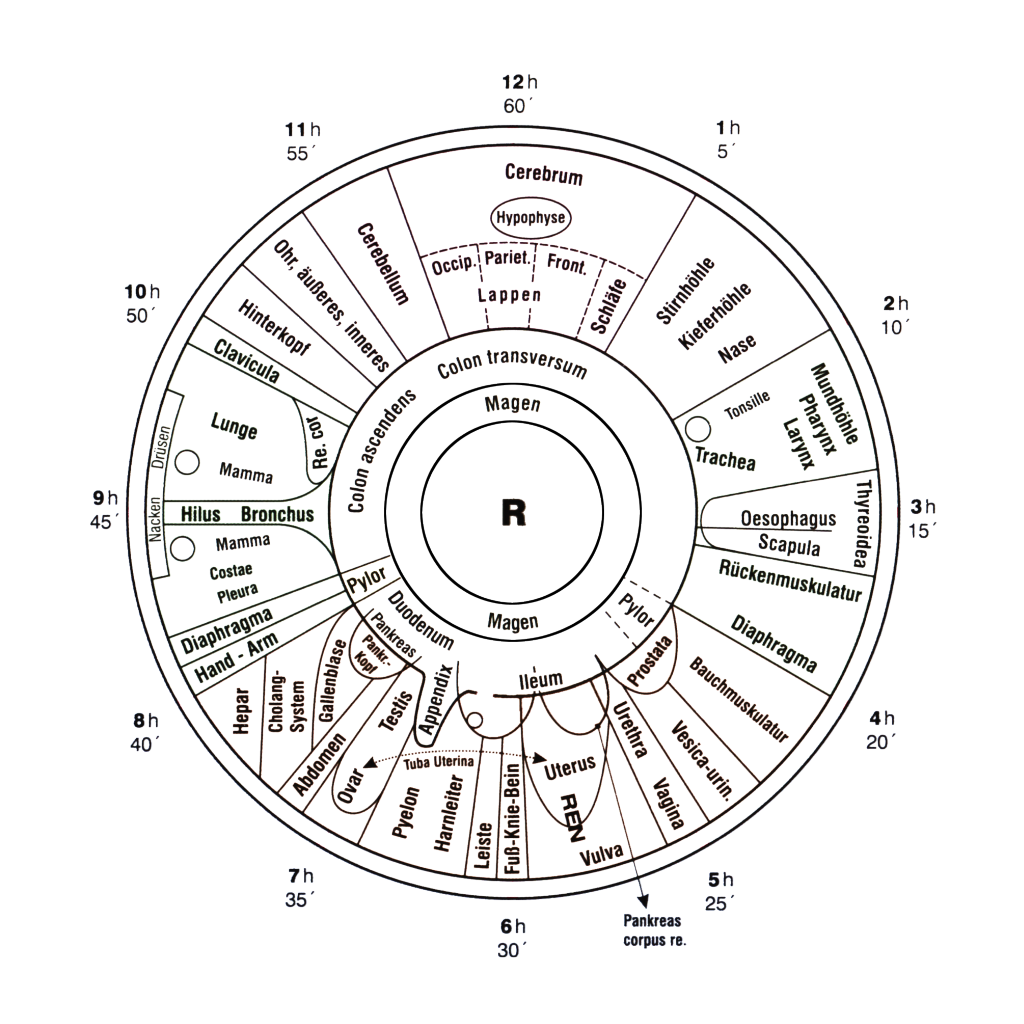 12 h
60´
1 h
5´
2 h
10´
3 h
15´
4 h
20´
5 h
25´
6 h
30´
7 h
35´
8 h
40´
9 h
45´
10 h
50´
11 h
55´
Cerebrum
Hypophyse
Occip.
Pariet.
Front.
Schläfe
Lappen
Stirnhöhle
Kieferhöhle
Nase
Mundhöhle
Pharynx
Larynx
Tonsille
Trachea
Thyreoidea
Oesophagus
Scapula
Rückenmuskulatur
Diaphragma
Bauchmuskulatur
Prostata
Vesica-urin.
Urethra
Vagina
Uterus
REN
Vulva
Pankreas
corpus re.
Fuß-Knie-Bein
Leiste
Tuba Uterina
Harnleiter
Pyelon
Appendix
Testis
Ovar
Abdomen
Pankr.-
Kopf
Gallenblase
Cholang-
System
Hepar
Hand - Arm
Diaphragma
Pleura
Costae
Mamma
Hilus Bronchus
Nacken
Drüsen
Mamma
Lunge
Re. cor
Clavicula
Hinterkopf
Ohr, äußeres, inneres
Cerebellum
Colon transversum
Colon ascendens
Pylor
Duodenum
Pankreas
Ileum
Pylor
Magen
R
Magen